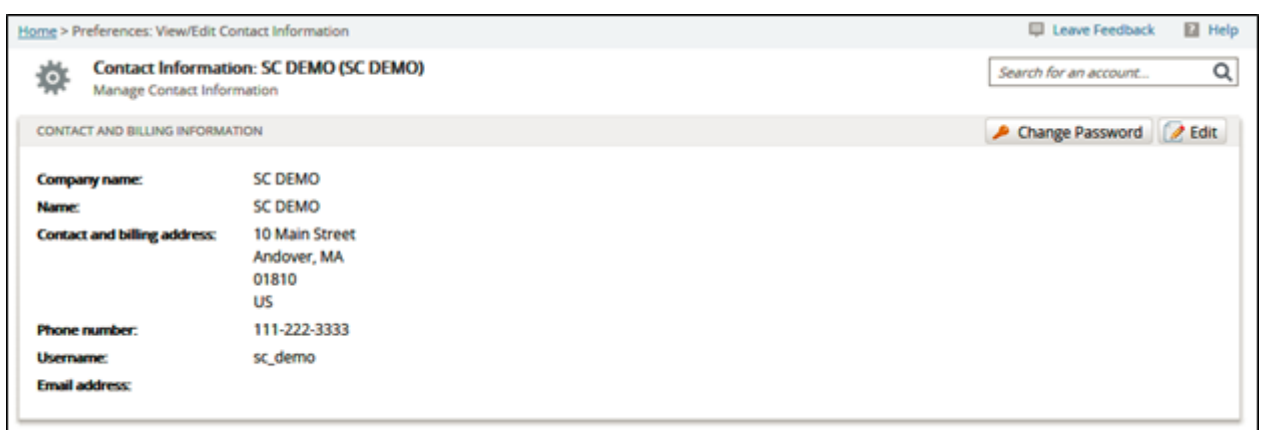 Home > Preferences: View/Edit Contact Information Leave Feedback Help
Contact Information: SC DEMO (SC DEMO) Search for an account...
Manage Contact Information
CONTACT AND BILLING INFORMATION Change Password Edit
Company name: SC DEMO
Name: SC DEMO
Contact and billing address: 10 Main Street
Andover, MA
01810
US
Phone number: 111-222-3333
Username: sc_demo
Email address: